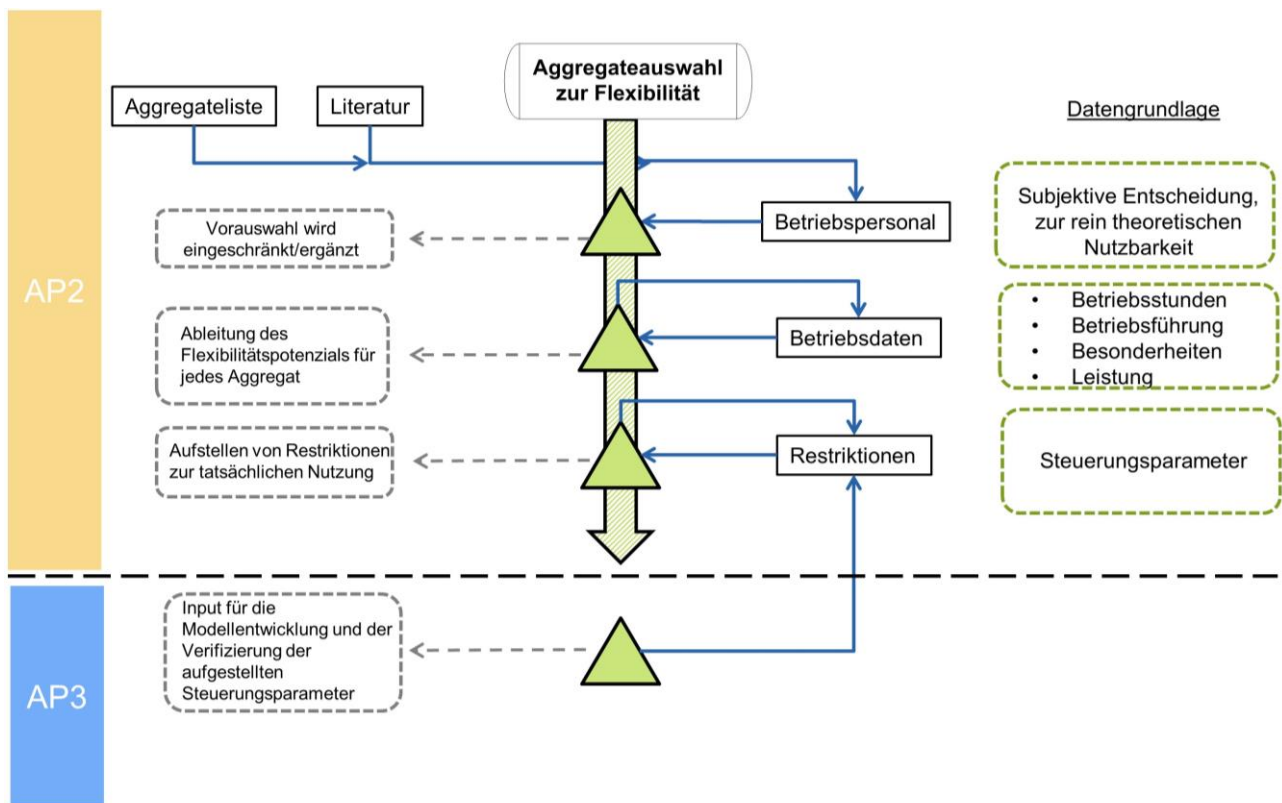 Aggregateauswahl
zur Flexibilität
Aggregateliste
Literatur
Datengrundlage
AP2
Vorauswahl wird
eingeschränkt/ergänzt
Betriebspersonal
Subjektive Entscheidung,
zur rein theoretischen
Nutzbarkeit
Ableitung des
Flexibilitätspotenzials für
jedes Aggregat
Betriebsdaten
• Betriebsstunden
• Betriebsführung
• Besonderheiten
• Leistung
Aufstellen von Restriktionen
zur tatsächlichen Nutzung
Restriktionen
Steuerungsparameter
AP3
Input für die
Modellentwicklung und der
Verifizierung der
aufgestellten
Steuerungsparameter